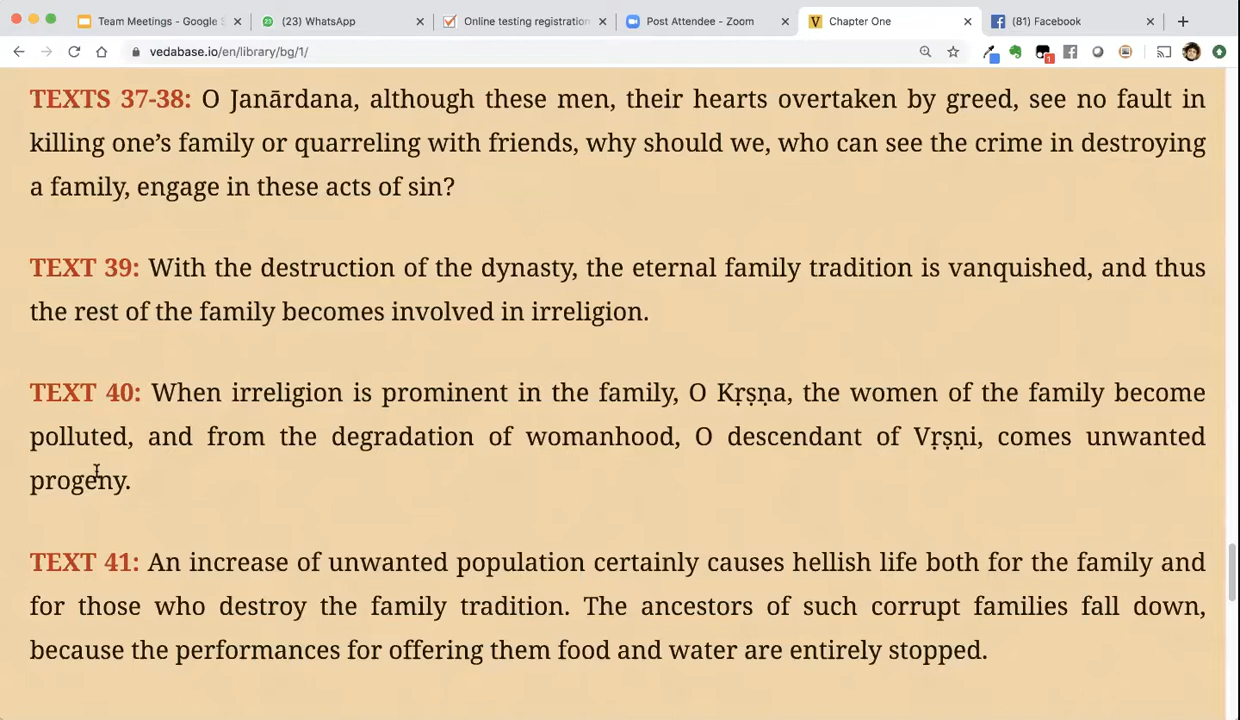 Team Meetings - Google S
(23) WhatsApp
Online testing registration
Post Attendee - Zoom
V Chapter One
(81) Facebook
vedabase.io/en/library/bg/1/
TEXTS 37-38: O Janārdana, although these men, their hearts overtaken by greed, see no fault in
killing one’s family or quarreling with friends, why should we, who can see the crime in destroying
a family, engage in these acts of sin?
TEXT 39: With the destruction of the dynasty, the eternal family tradition is vanquished, and thus
the rest of the family becomes involved in irreligion.
TEXT 40: When irreligion is prominent in the family, O Kṛṣṇa, the women of the family become
polluted, and from the degradation of womanhood, O descendant of Vṛṣṇi, comes unwanted
progeny.
TEXT 41: An increase of unwanted population certainly causes hellish life both for the family and
for those who destroy the family tradition. The ancestors of such corrupt families fall down,
because the performances for offering them food and water are entirely stopped.